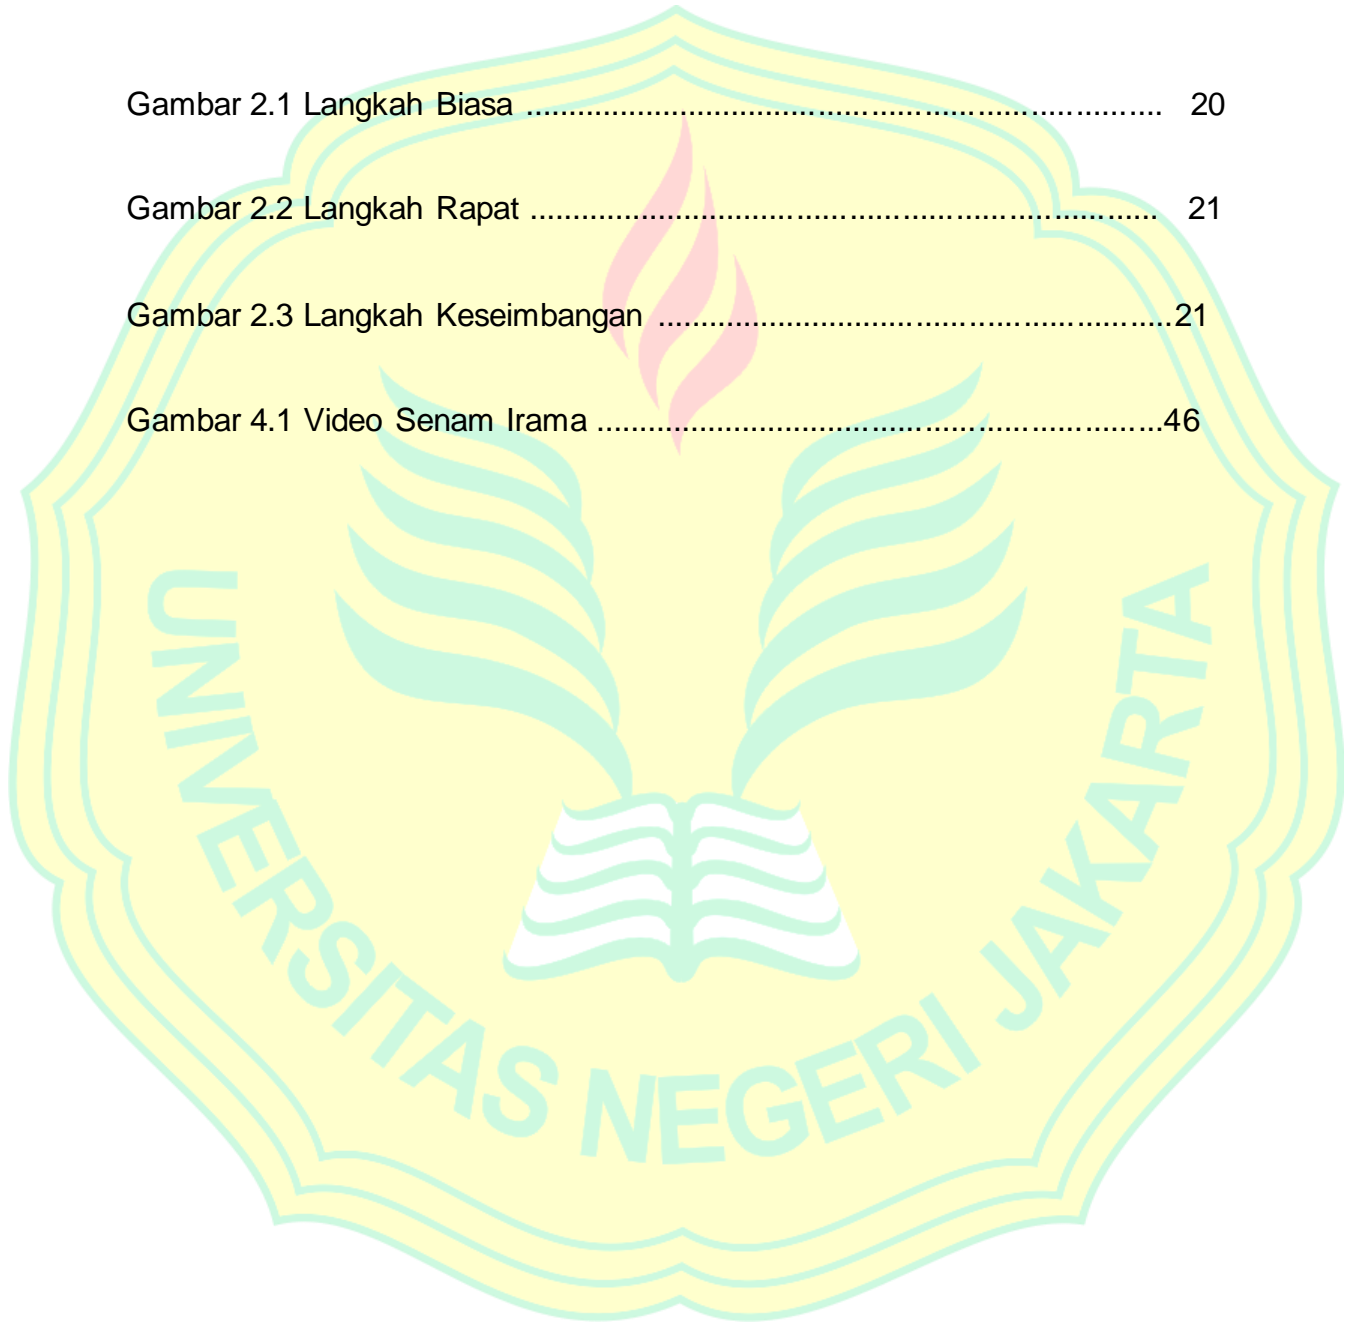 Gambar 2.1 Langkah Biasa ........................................................................ 20
Gambar 2.2 Langkah Rapat ....................................................................... 21
Gambar 2.3 Langkah Keseimbangan ..........................................................21
Gambar 4.1 Video Senam Irama ................................................................46
UNIVERSITAS NEGERI JAKARTA